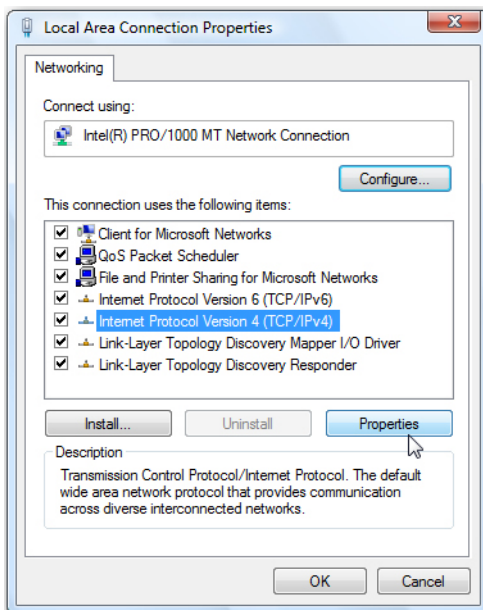 Local Area Connection Properties
Networking
Connect using:
Intel(R) PRO/1000 MT Network Connection
Configure...
This connection uses the following items:
Client for Microsoft Networks
QoS Packet Scheduler
File and Printer Sharing for Microsoft Networks
Internet Protocol Version 6 (TCP/IPv6)
Internet Protocol Version 4 (TCP/IPv4)
Link-Layer Topology Discovery Mapper I/O Driver
Link-Layer Topology Discovery Responder
Install... Uninstall Properties
Description
Transmission Control Protocol/Internet Protocol. The default
wide area network protocol that provides communication
across diverse interconnected networks.
OK Cancel